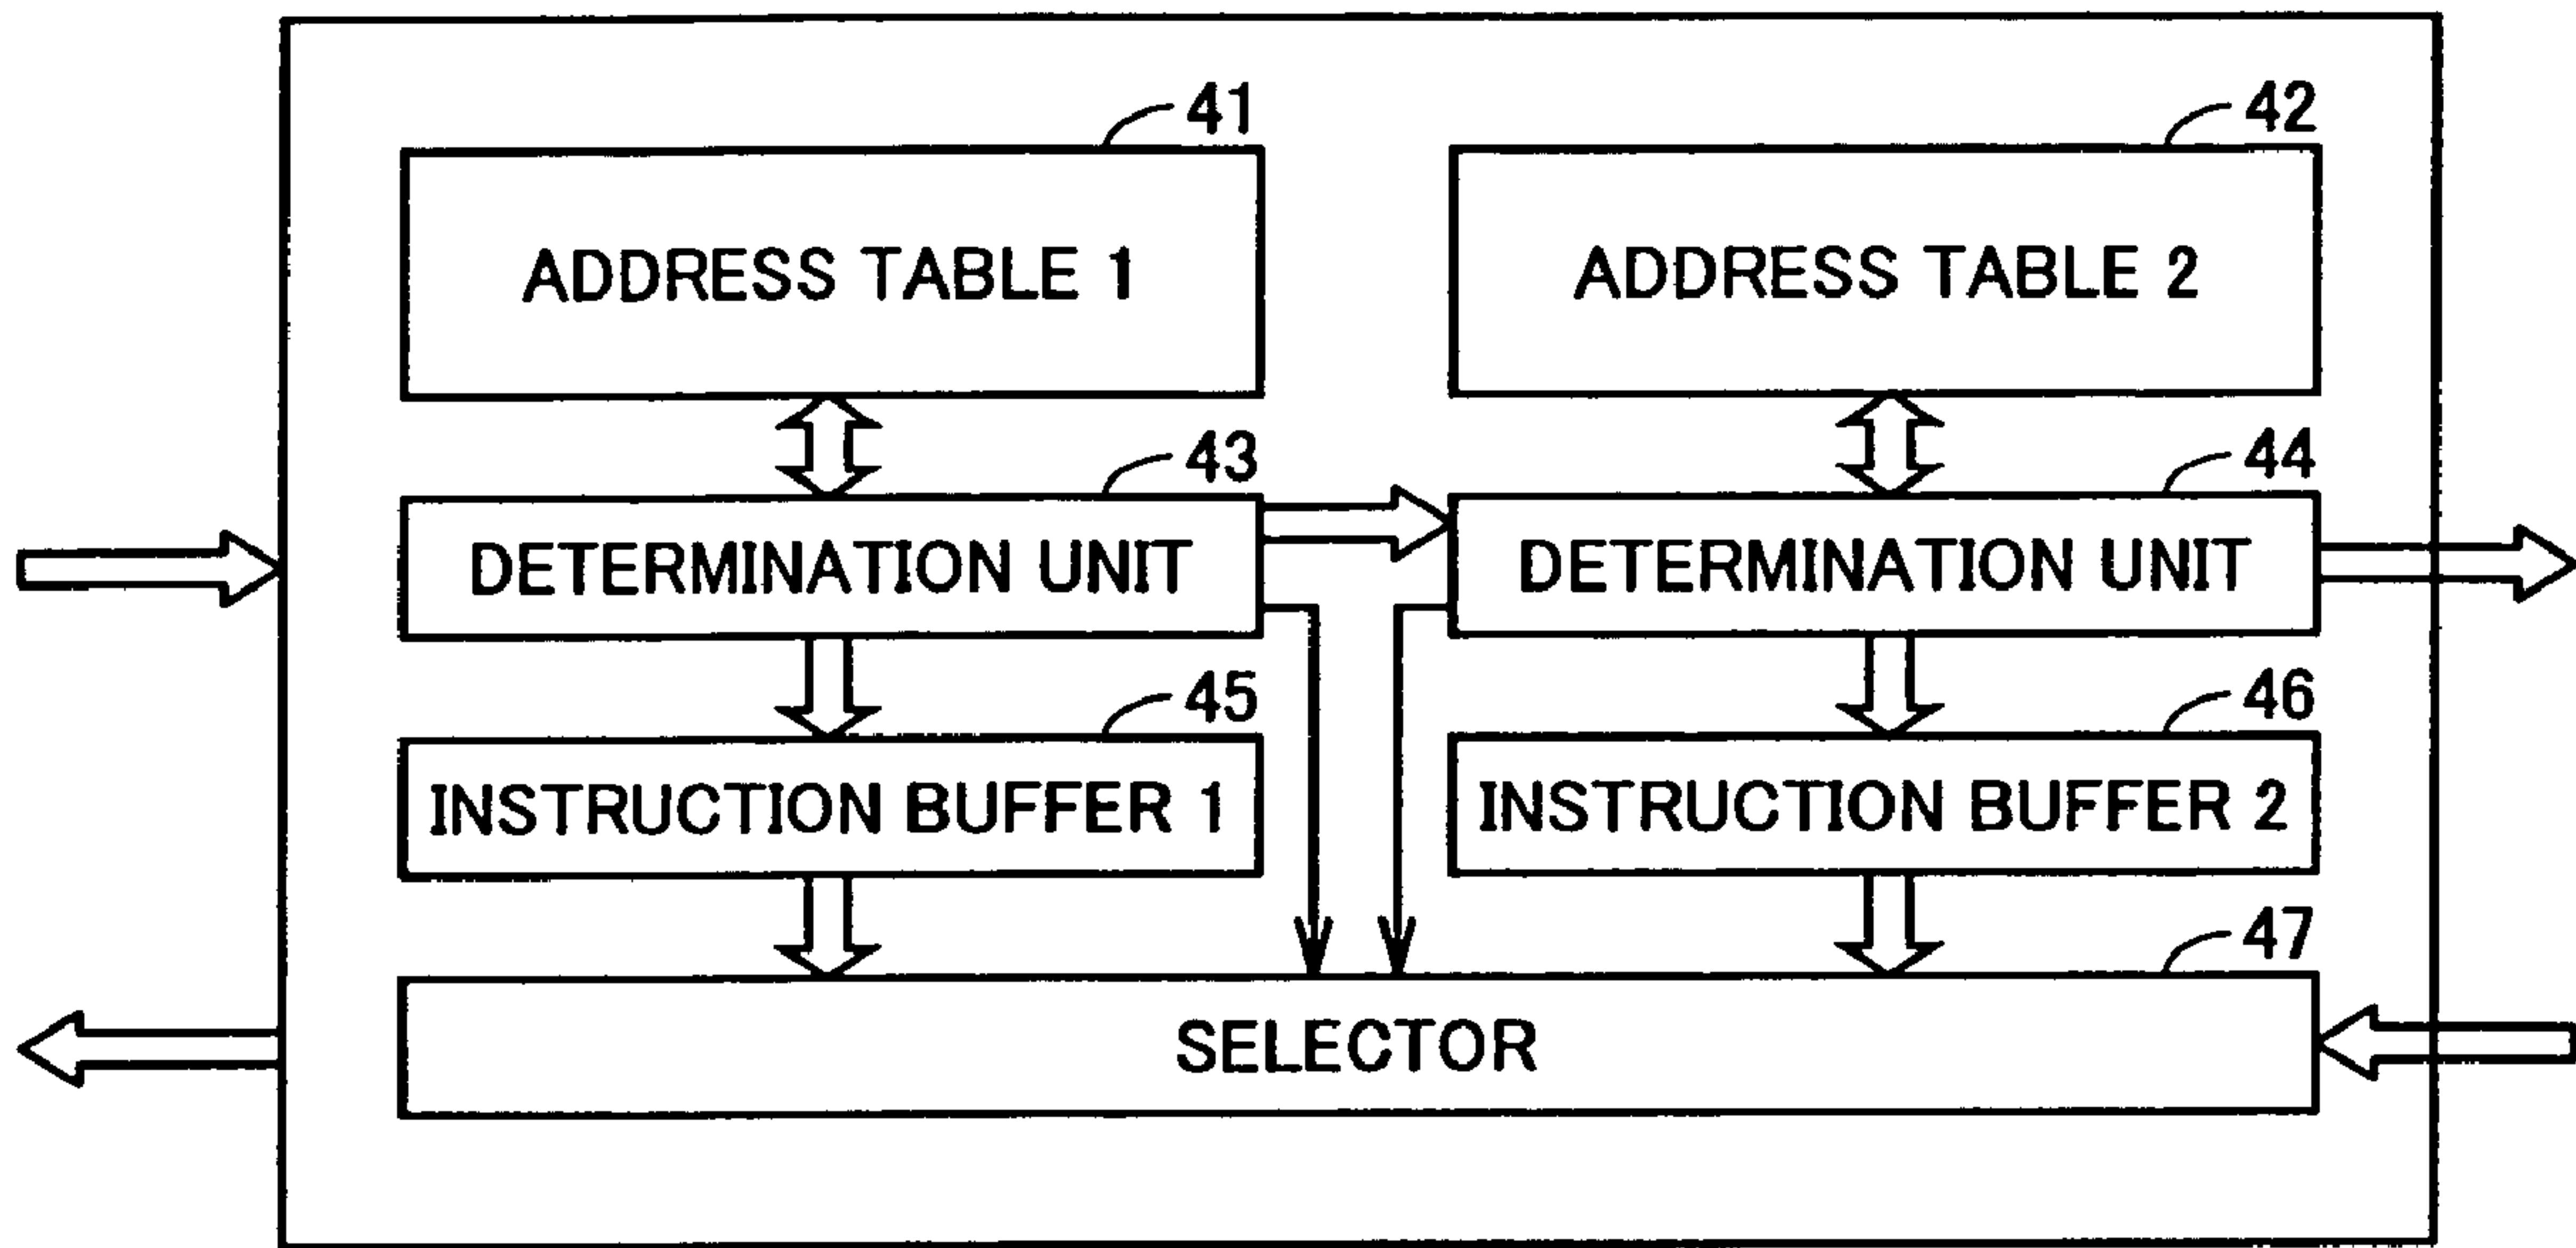 41
42
ADDRESS TABLE 1
ADDRESS TABLE 2
43
44
DETERMINATION UNIT
DETERMINATION UNIT
45
46
INSTRUCTION BUFFER 1
INSTRUCTION BUFFER 2
47
SELECTOR